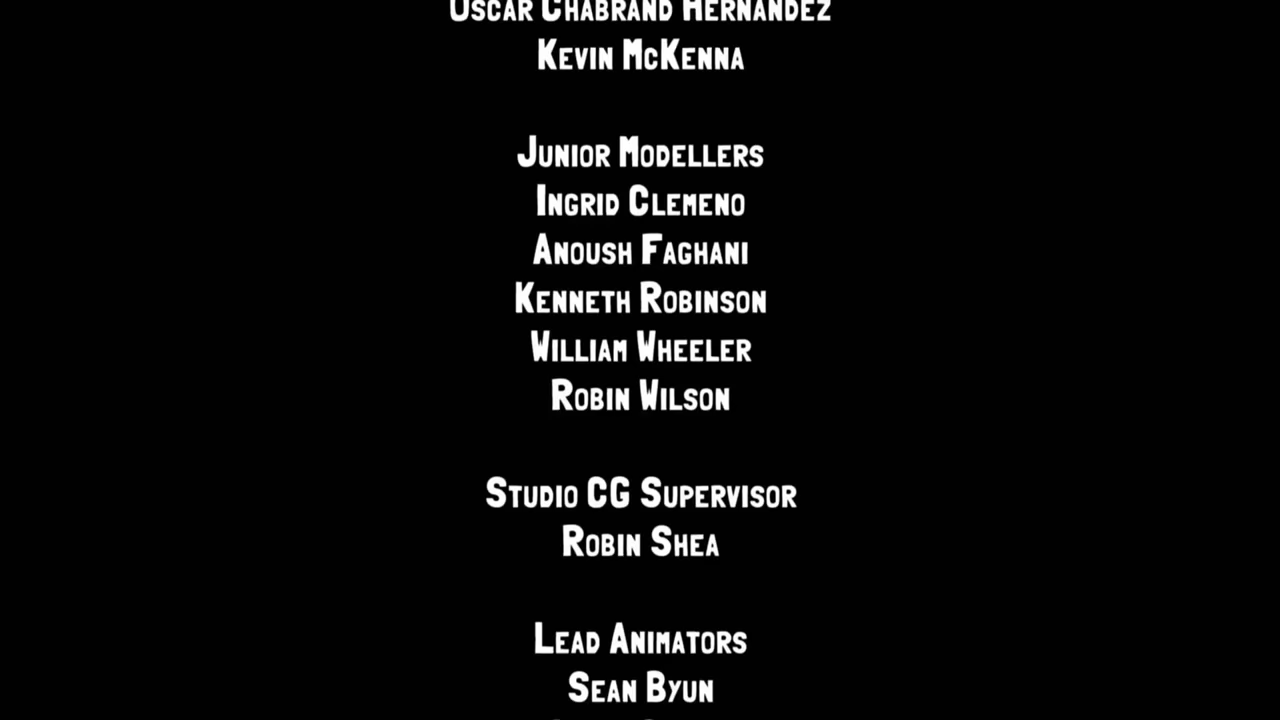 Oscar Chabrand Hernandez
Kevin McKenna
Junior Modellers
Ingrid Clemeno
Anoush Faghani
Kenneth Robinson
William Wheeler
Robin Wilson
Studio CG Supervisor
Robin Shea
Lead Animators
Sean Byun